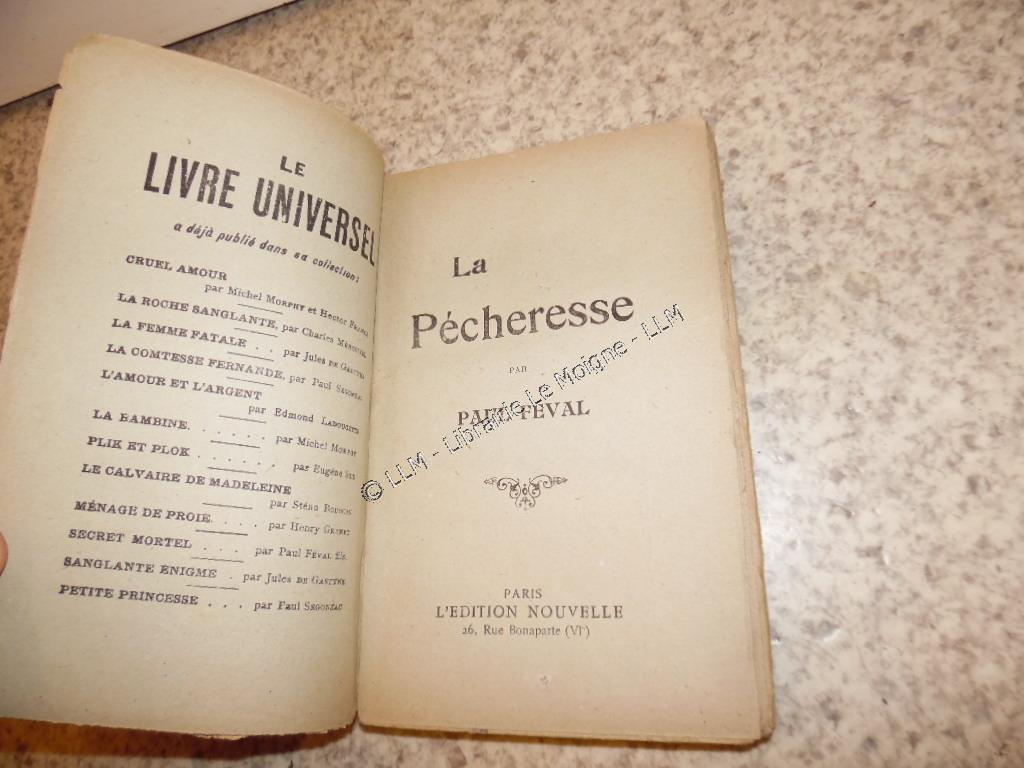 LE
LIVRE UNIVERSEL
a déjà publié dans sa collection :
CRUEL AMOUR
par Michel MORPHY et Hector
LA ROCHE SANGLANTE, par Charles
LA FEMME FATALE . . par Jules DE GASTYNE
LA COMTESSE FERNANDE, par Paul SEGONZAC
L'AMOUR ET L'ARGENT
par Edmond LADOUCETTE
LA BAMBINE. . . . . . par Michel MORPHY
PLIK ET PLOK . . . . . . par Eugène SUE
LE CALVAIRE DE MADELEINE
par Sténo
MÉNAGE DE PROIE. . . . par Henry
SECRET MORTEL . . . par Paul FÉVAL fils.
SANGLANTE ÉNIGME . par Jules DE GASTYNE
PETITE PRINCESSE . . . par Paul SEGONZAC
La
Pécheresse
PAR
PAUL FÉVAL
PARIS
L'EDITION NOUVELLE
26, Rue Bonaparte (VIe)
© LLM - Librairie Le Moigne - LLM